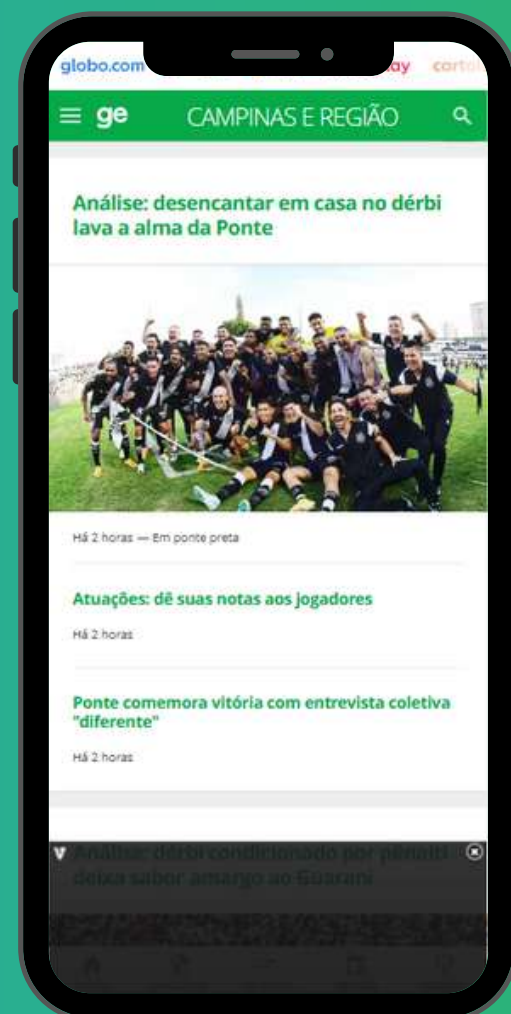 globo.com
ay carto
ge CAMPINAS E REGIÃO
Análise: desencantar em casa no dérbi
lava a alma da Ponte
Há 2 horas — Em ponte preta
Atuações: dê suas notas aos jogadores
Há 2 horas
Ponte comemora vitória com entrevista coletiva
"diferente"
Há 2 horas
Análise: dérbi condicionado por pênalti
deixa sabor amargo ao Guarani